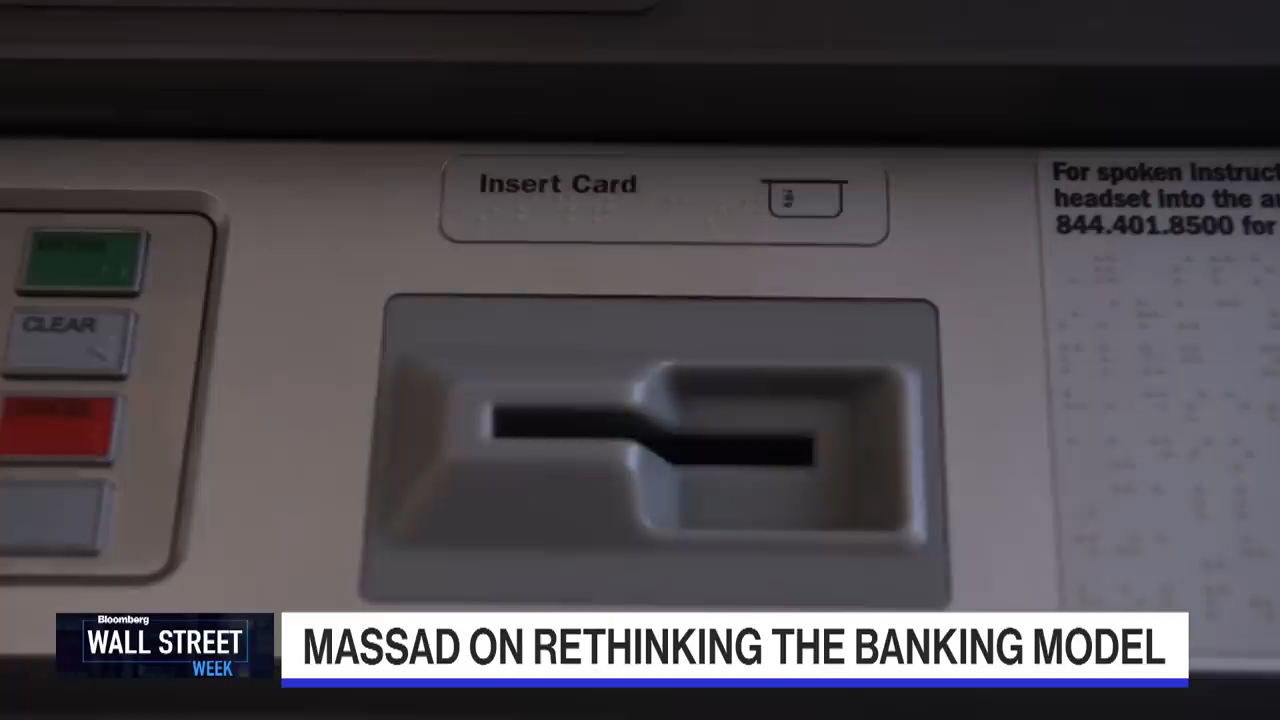 Insert Card
For spoken instruct
headset into the au
844.401.8500 for
CLEAR
Bloomberg
WALL STREET
WEEK
MASSAD ON RETHINKING THE BANKING MODEL